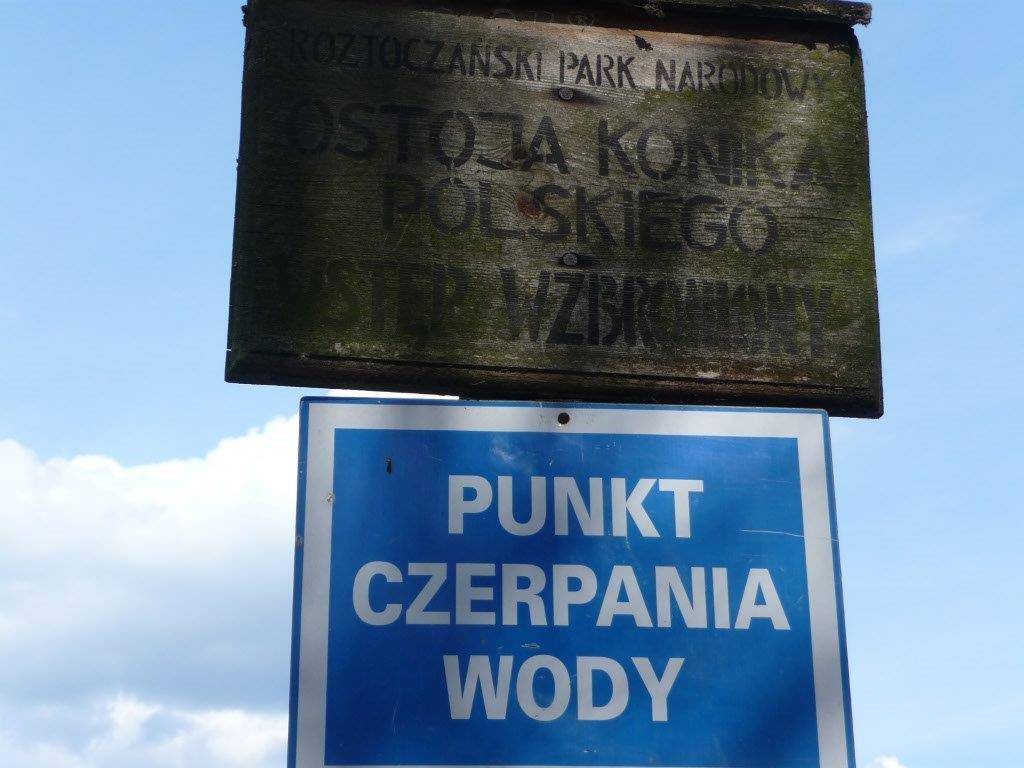 ROZTOCZAŃSKI PARK NARODOWY
OSTOJA KONIKA
POLSKIEGO
WSTĘP WZBRONIONY
PUNKT
CZERPANIA
WODY